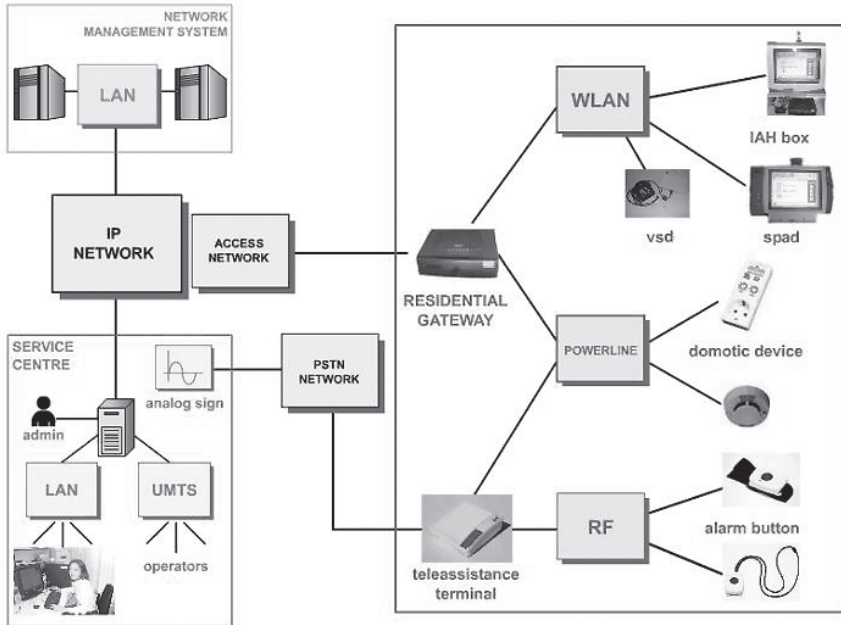 NETWORK
MANAGEMENT SYSTEM
LAN
IP
NETWORK
ACCESS
NETWORK
SERVICE
CENTRE
analog sign
admin
LAN
UMTS
operators
PSTN
NETWORK
RESIDENTIAL
GATEWAY
WLAN
IAH box
vsd
spad
POWERLINE
domotic device
teleassistance
terminal
RF
alarm button